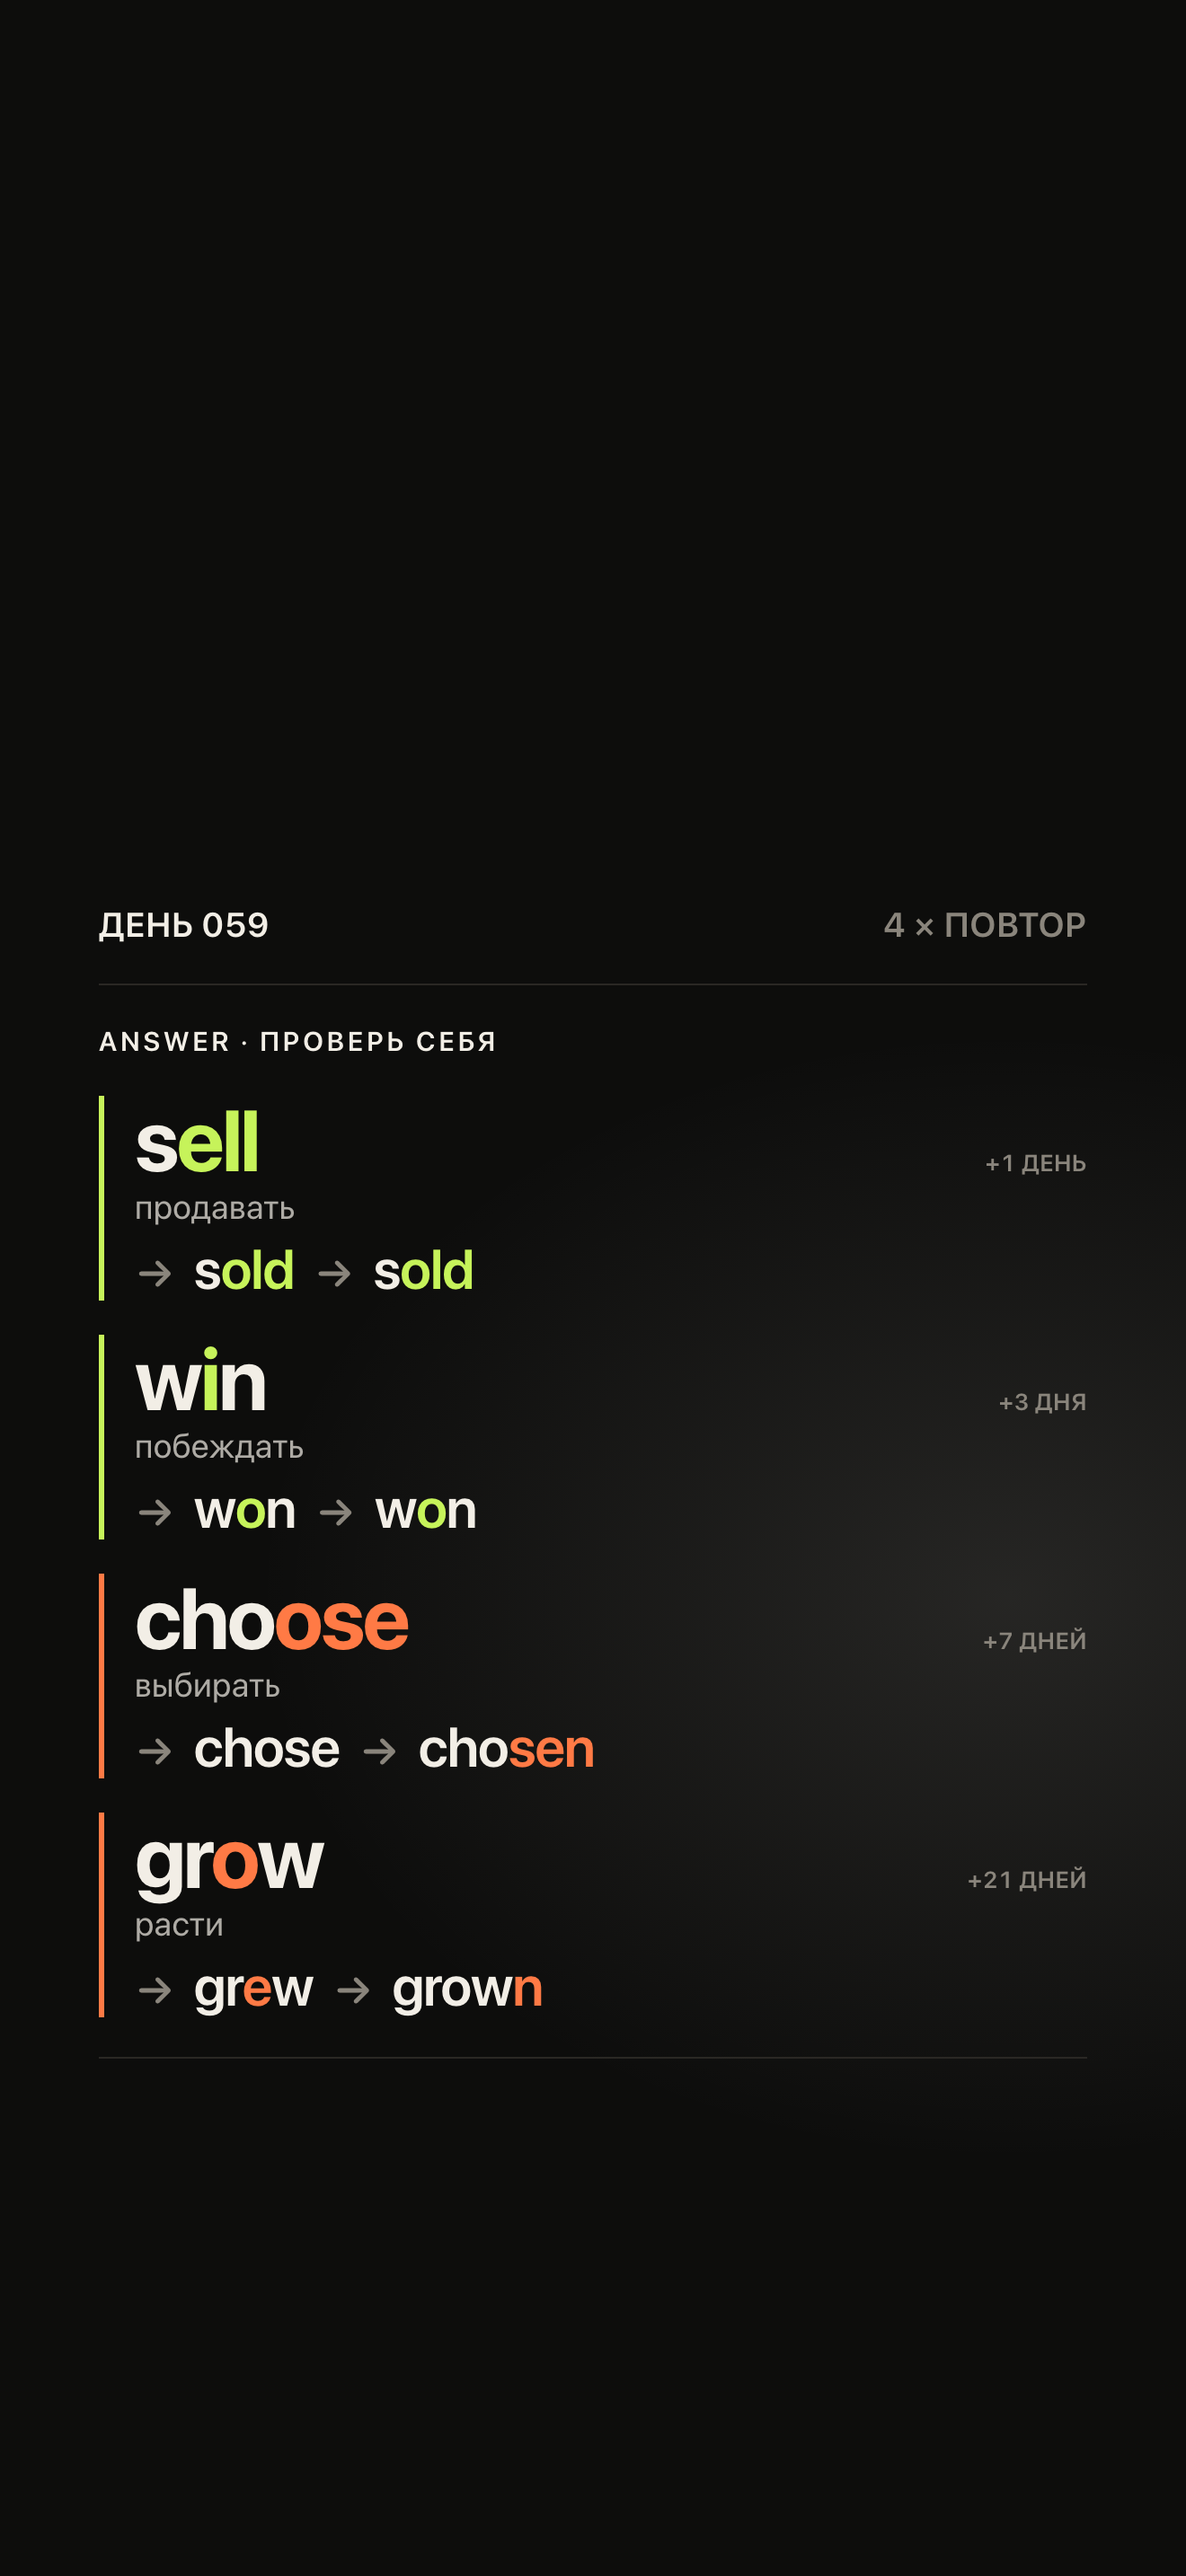 ДЕНЬ 059
4 × ПОВТОР
ANSWER · ПРОВЕРЬ СЕБЯ
sell
+1 ДЕНЬ
продавать
→ sold → sold
win
+3 ДНЯ
побеждать
→ won → won
choose
+7 ДНЕЙ
выбирать
→ chose → chosen
grow
+21 ДНЕЙ
расти
→ grew → grown